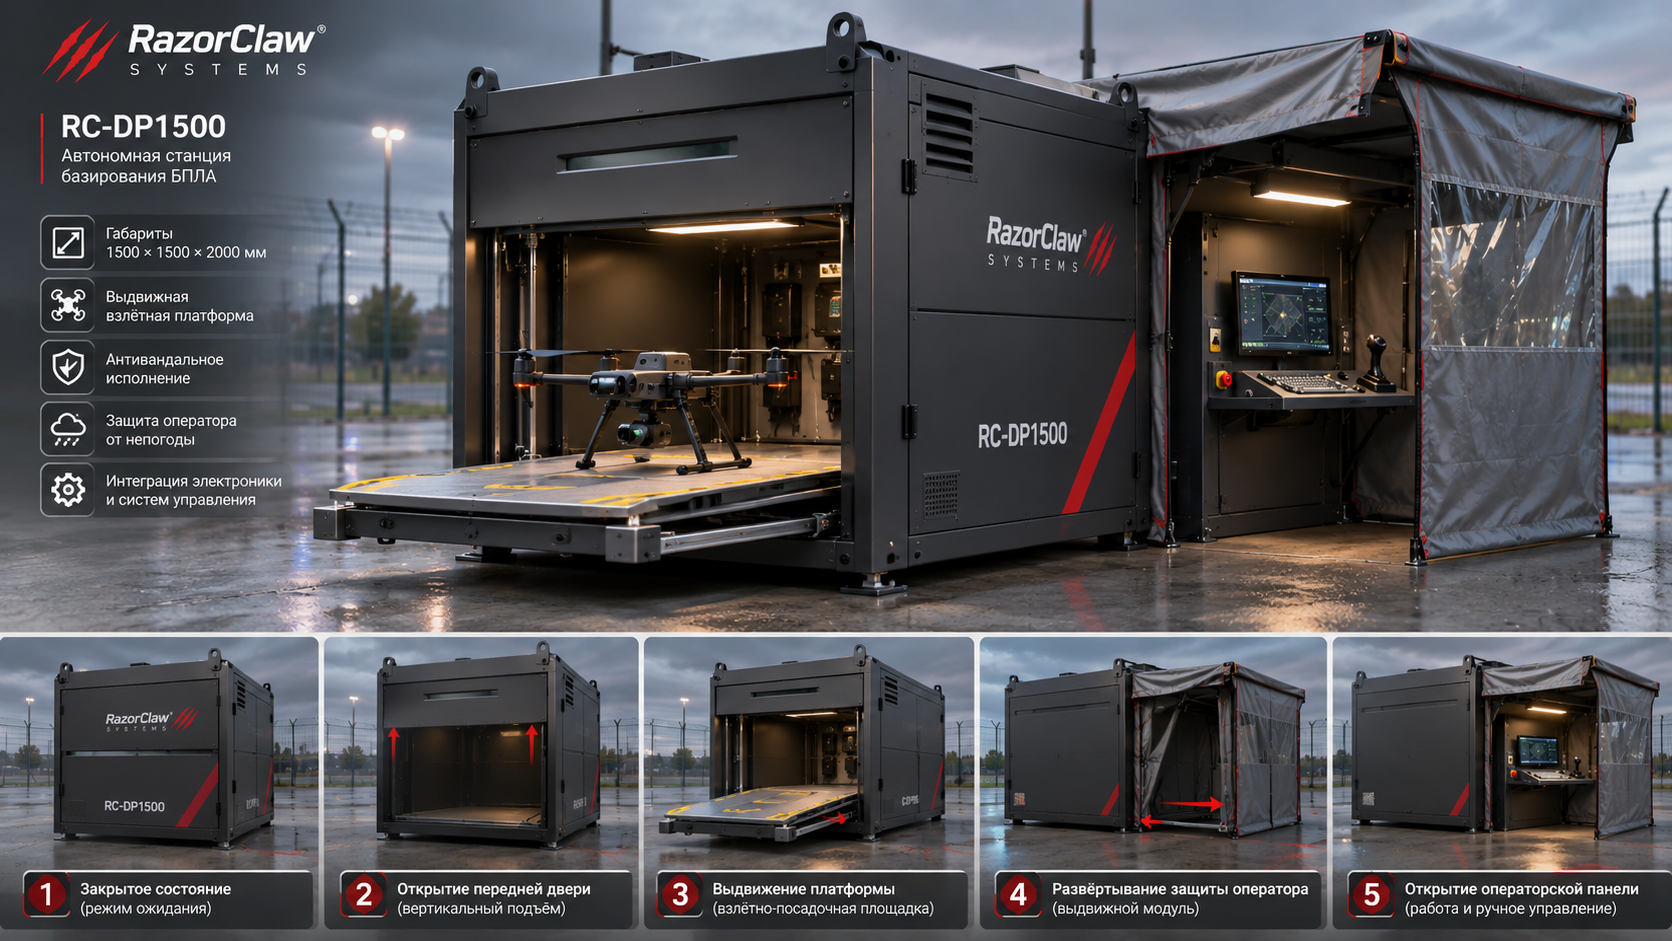 RazorClaw®
SYSTEMS
RC-DP1500
Автономная станция
базирования БПЛА
Габариты
1500 × 1500 × 2000 мм
Выдвижная
взлётная платформа
Антивандальное
исполнение
Защита оператора
от непогоды
Интеграция электроники
и систем управления
RazorClaw®
SYSTEMS
RC-DP1500
RazorClaw®
SYSTEMS
RC-DP1500
1 Закрытое состояние
(режим ожидания)
2 Открытие передней двери
(вертикальный подъём)
3 Выдвижение платформы
(взлётно-посадочная площадка)
4 Развёртывание защиты оператора
(выдвижной модуль)
5 Открытие операторской панели
(работа и ручное управление)